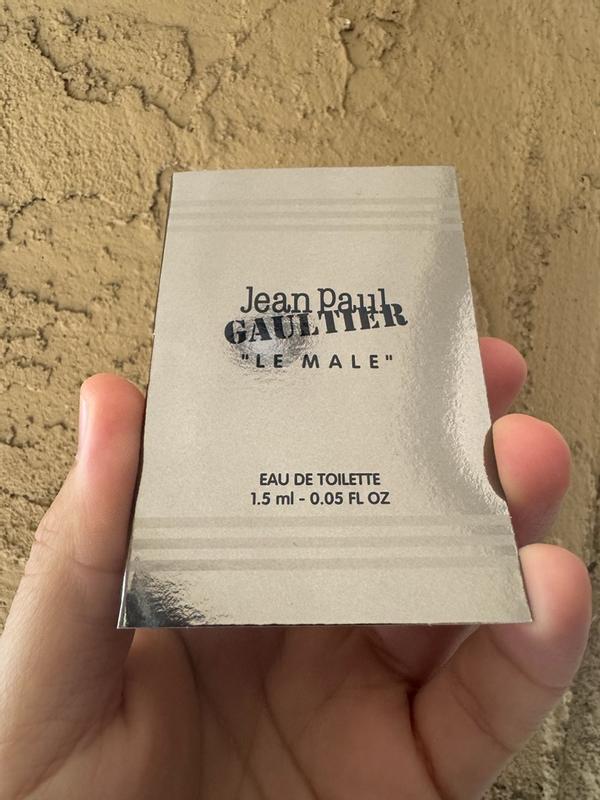 Jean Paul
GAULTIER
"LE MALE"
EAU DE TOILETTE
1.5 ml - 0.05 FL OZ